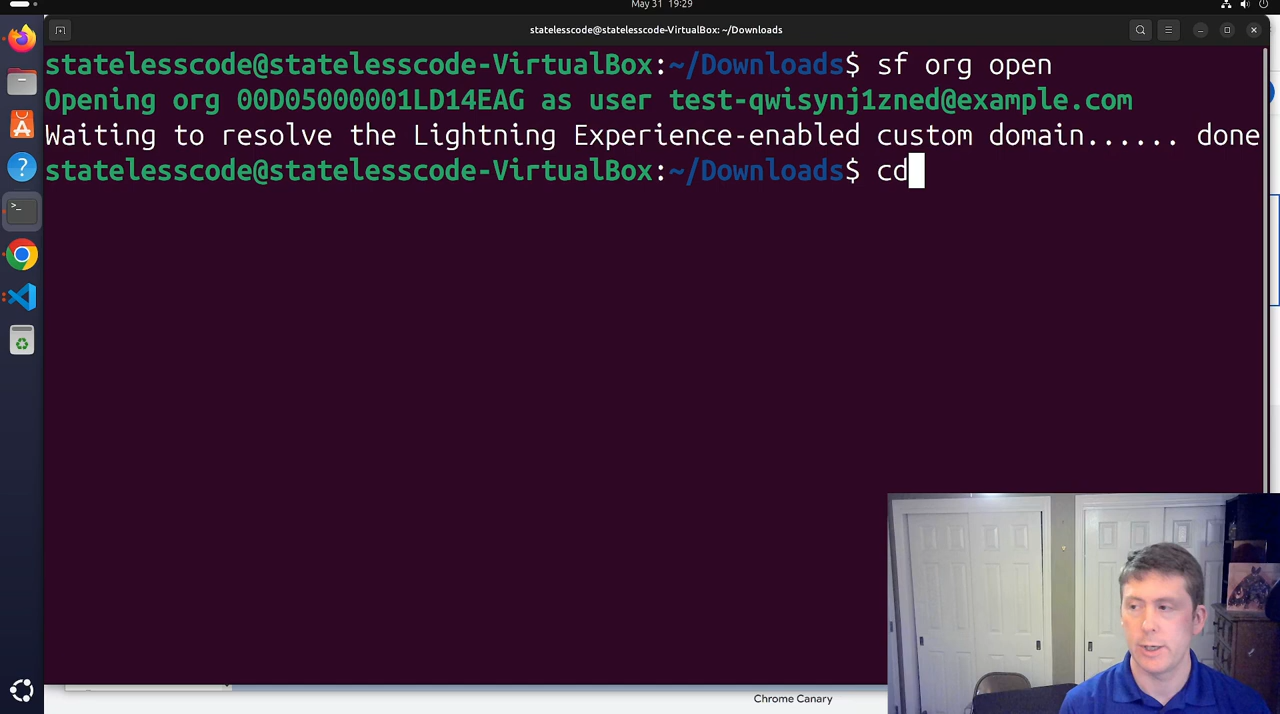 May 31 19:29
statelesscode@statelesscode-VirtualBox: ~/Downloads
statelesscode@statelesscode-VirtualBox:~/Downloads$ sf org open
Opening org 00D05000001LD14EAG as user test-qwisynj1zned@example.com
Waiting to resolve the Lightning Experience-enabled custom domain...... done
statelesscode@statelesscode-VirtualBox:~/Downloads$ cd
Chrome Canary